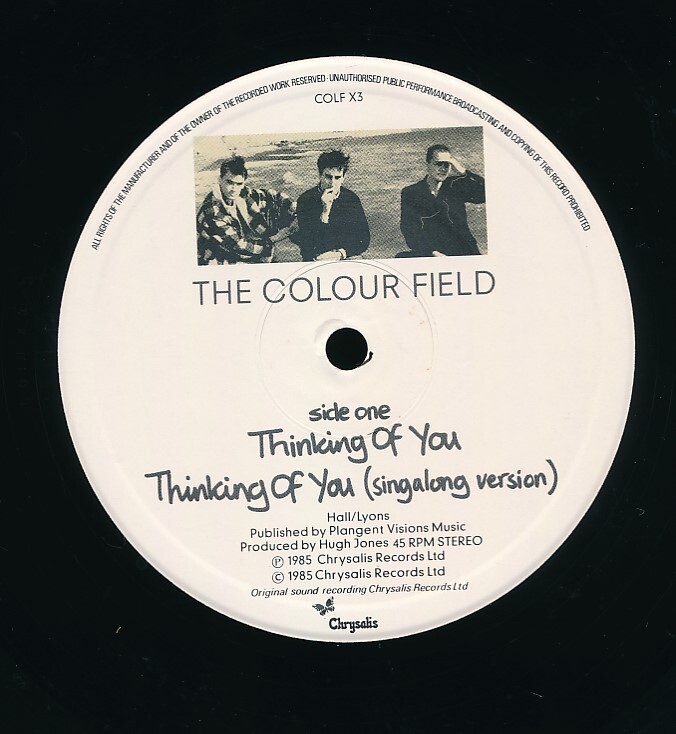 ALL RIGHTS OF THE MANUFACTURER AND OF THE OWNER OF THE RECORDED WORK RESERVED · UNAUTHORISED PUBLIC PERFORMANCE BROADCASTING AND COPYING OF THIS RECORD PROHIBITED
COLF X3
THE COLOUR FIELD
side one
Thinking Of You
Thinking Of You (singalong version)
Hall/Lyons
Published by Plangent Visions Music
Produced by Hugh Jones 45 RPM STEREO
Ⓟ 1985 Chrysalis Records Ltd
© 1985 Chrysalis Records Ltd
Original sound recording Chrysalis Records Ltd
Chrysalis